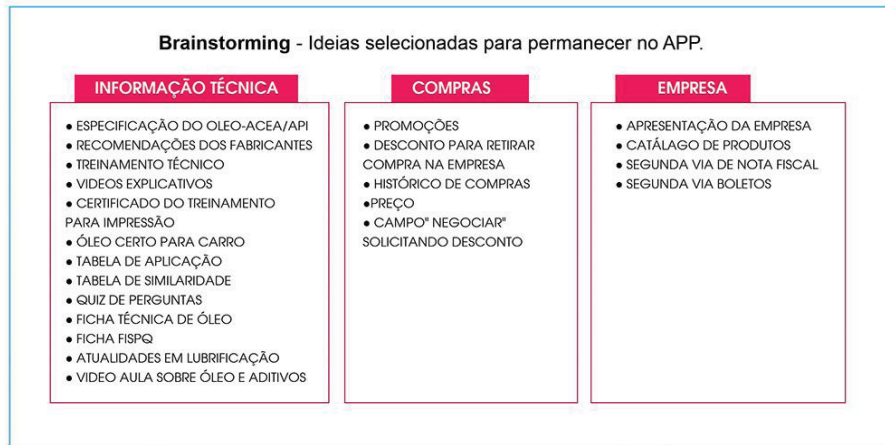 Brainstorming - Ideias selecionadas para permanecer no APP.
INFORMAÇÃO TÉCNICA
● ESPECIFICAÇÃO DO OLEO-ACEA/API
● RECOMENDAÇÕES DOS FABRICANTES
● TREINAMENTO TÉCNICO
● VIDEOS EXPLICATIVOS
● CERTIFICADO DO TREINAMENTO
PARA IMPRESSÃO
● ÓLEO CERTO PARA CARRO
● TABELA DE APLICAÇÃO
● TABELA DE SIMILARIDADE
● QUIZ DE PERGUNTAS
● FICHA TÉCNICA DE ÓLEO
● FICHA FISPQ
● ATUALIDADES EM LUBRIFICAÇÃO
● VIDEO AULA SOBRE ÓLEO E ADITIVOS
COMPRAS
● PROMOÇÕES
● DESCONTO PARA RETIRAR
COMPRA NA EMPRESA
● HISTÓRICO DE COMPRAS
●PREÇO
● CAMPO" NEGOCIAR"
SOLICITANDO DESCONTO
EMPRESA
● APRESENTAÇÃO DA EMPRESA
● CATÁLAGO DE PRODUTOS
● SEGUNDA VIA DE NOTA FISCAL
● SEGUNDA VIA BOLETOS